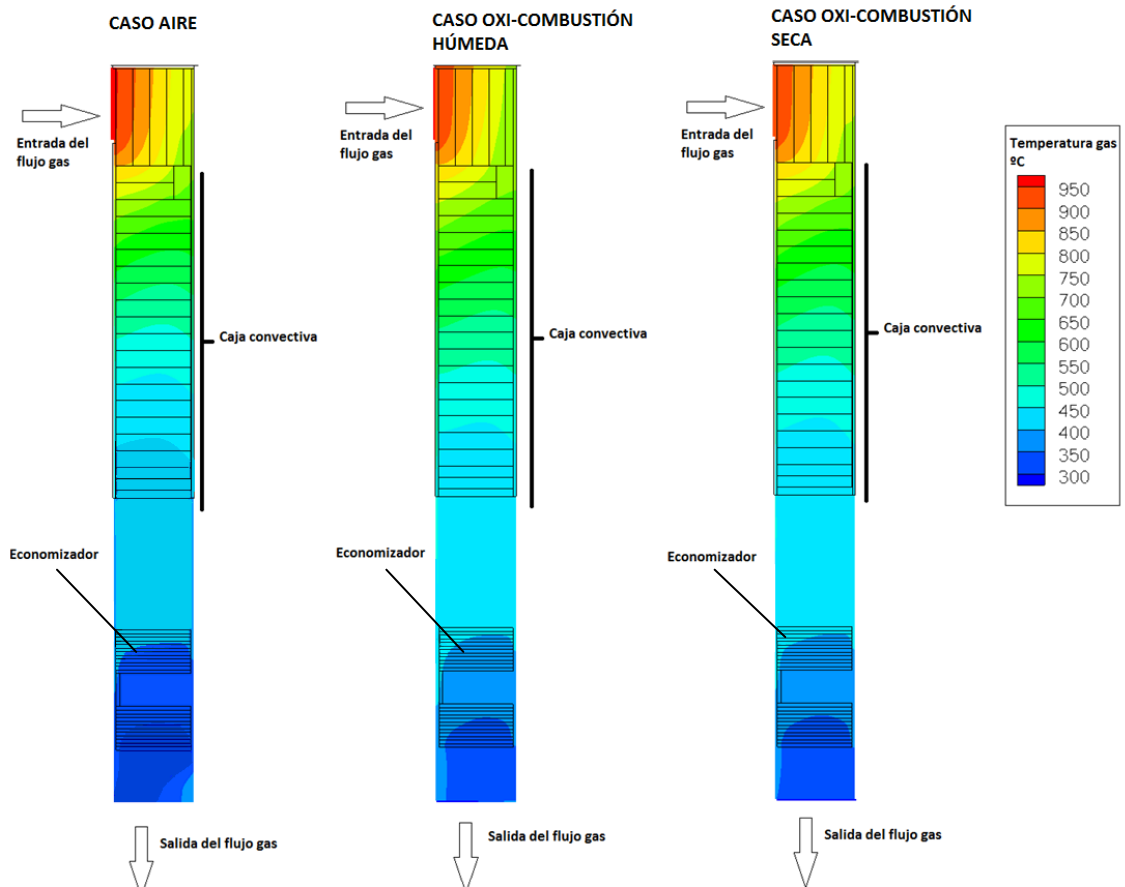 CASO AIRE
CASO OXI-COMBUSTIÓN
HÚMEDA
CASO OXI-COMBUSTIÓN
SECA
Entrada del
flujo gas
Entrada del
flujo gas
Entrada del
flujo gas
Temperatura gas
ºC
950
900
850
800
750
700
650
600
550
500
450
400
350
300
Caja convectiva
Caja convectiva
Caja convectiva
Economizador
Economizador
Economizador
Salida del flujo gas
Salida del flujo gas
Salida del flujo gas